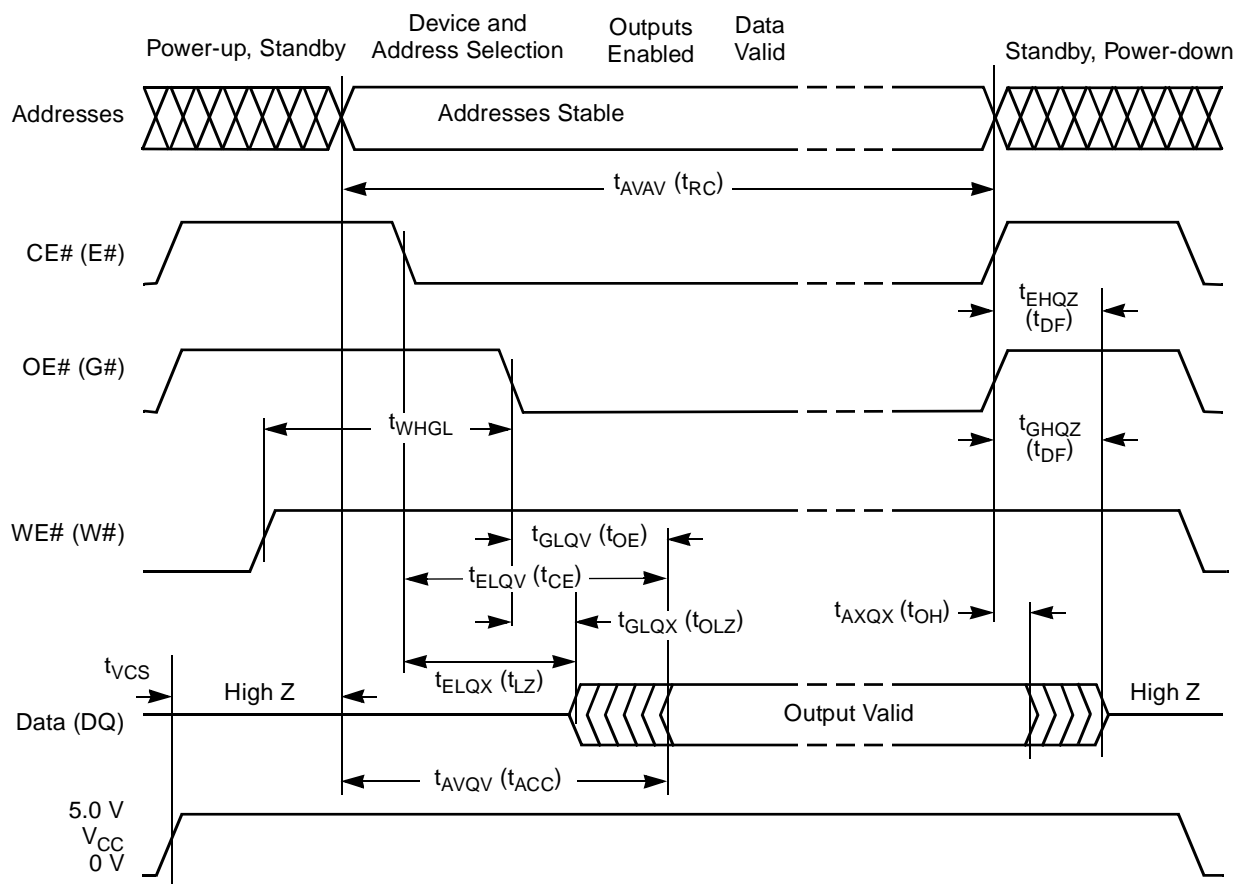 Power-up, Standby
Device and
Address Selection
Outputs
Enabled
Data
Valid
Standby, Power-down
Addresses
Addresses Stable
tAVAV (tRC)
CE# (E#)
tEHQZ
(tDF)
OE# (G#)
tWHGL
tGHQZ
(tDF)
WE# (W#)
tGLQV (tOE)
tELQV (tCE)
tGLQX (tOLZ)
tAXQX (tOH)
tVCS
High Z
tELQX (tLZ)
High Z
Data (DQ)
Output Valid
tAVQV (tACC)
5.0 V
VCC
0 V